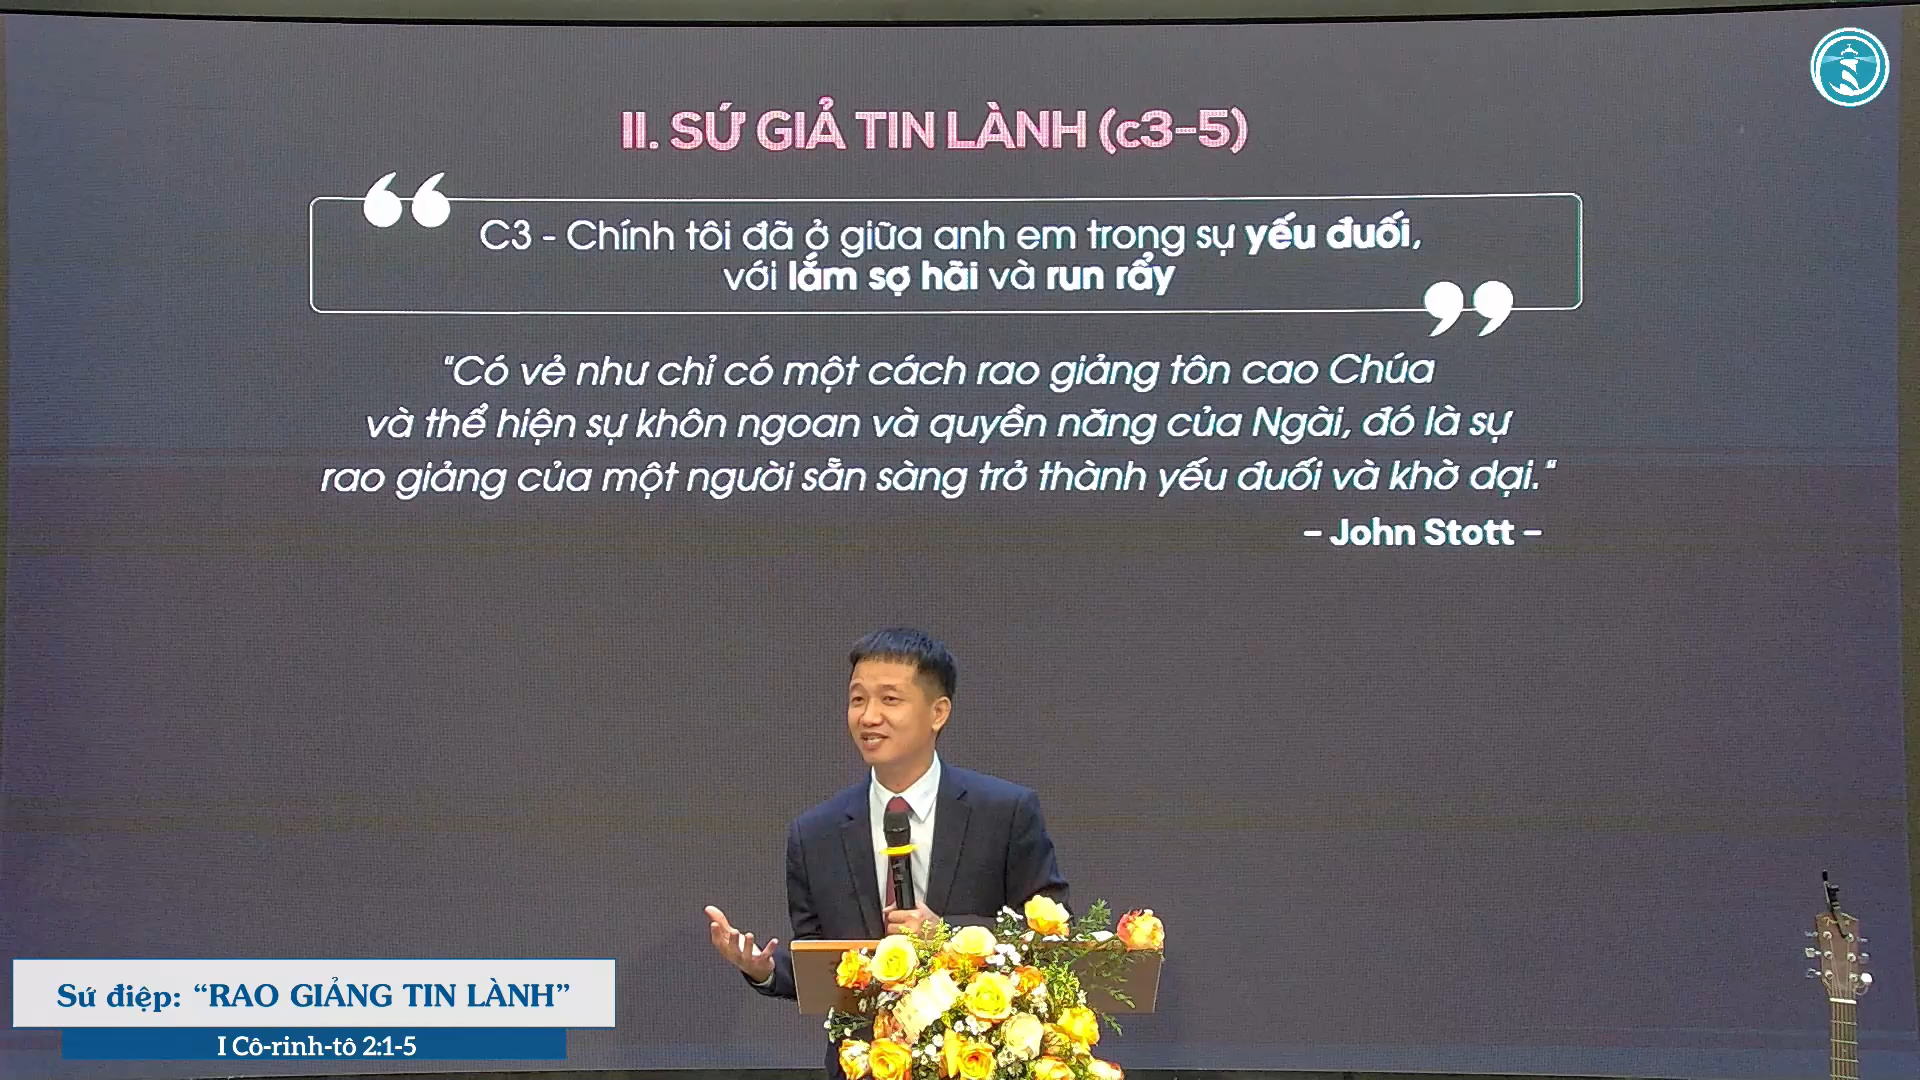 II. SỨ GIẢ TIN LÀNH (c3-5)
“
C3 - Chính tôi đã ở giữa anh em trong sự yếu đuối,
với lắm sợ hãi và run rẩy
”
"Có vẻ như chỉ có một cách rao giảng tôn cao Chúa
và thể hiện sự khôn ngoan và quyền năng của Ngài, đó là sự
rao giảng của một người sẵn sàng trở thành yếu đuối và khờ dại."
– John Stott –
Sứ điệp: “RAO GIẢNG TIN LÀNH”
I Cô-rinh-tô 2:1-5